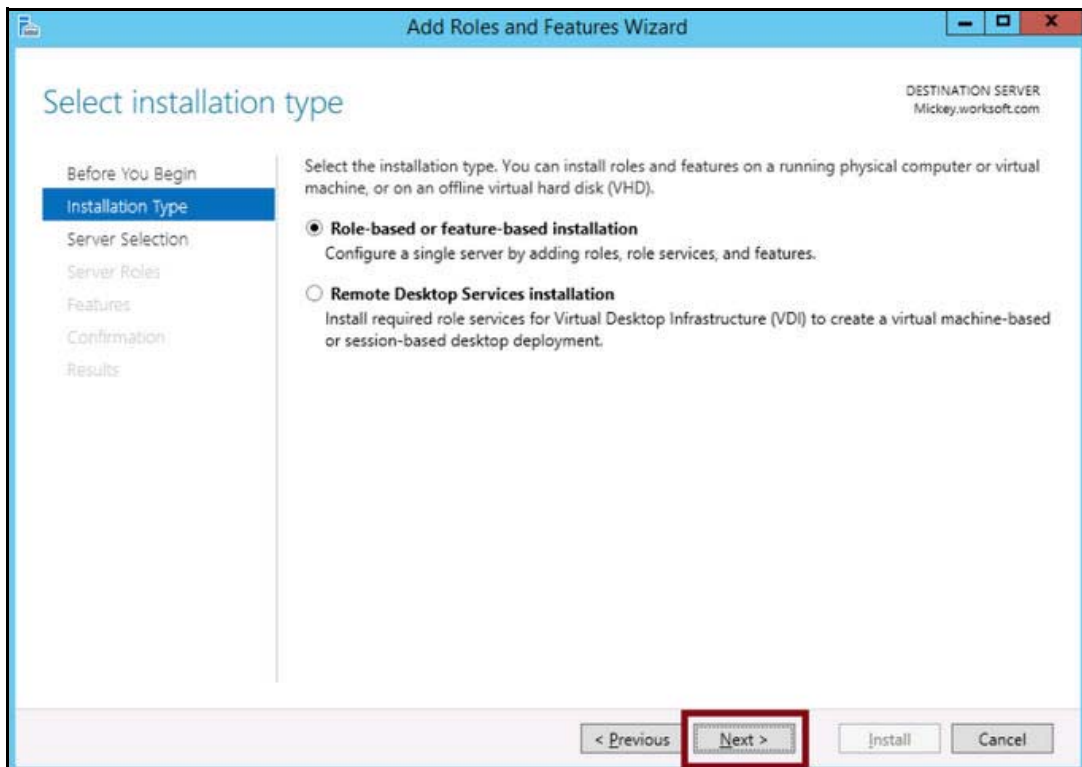 Add Roles and Features Wizard
Select installation type
DESTINATION SERVER
Mickey.worksoft.com
Before You Begin
Installation Type
Server Selection
Server Roles
Features
Confirmation
Results
Select the installation type. You can install roles and features on a running physical computer or virtual
machine, or on an offline virtual hard disk (VHD).
Role-based or feature-based installation
Configure a single server by adding roles, role services, and features.
Remote Desktop Services installation
Install required role services for Virtual Desktop Infrastructure (VDI) to create a virtual machine-based
or session-based desktop deployment.
< Previous
Next >
Install
Cancel